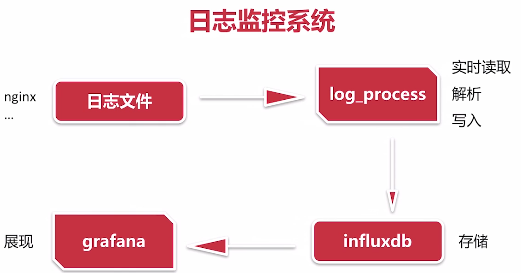 日志监控系统
nginx
...
日志文件
log_process
实时读取
解析
写入
展现
grafana
influxdb
存储